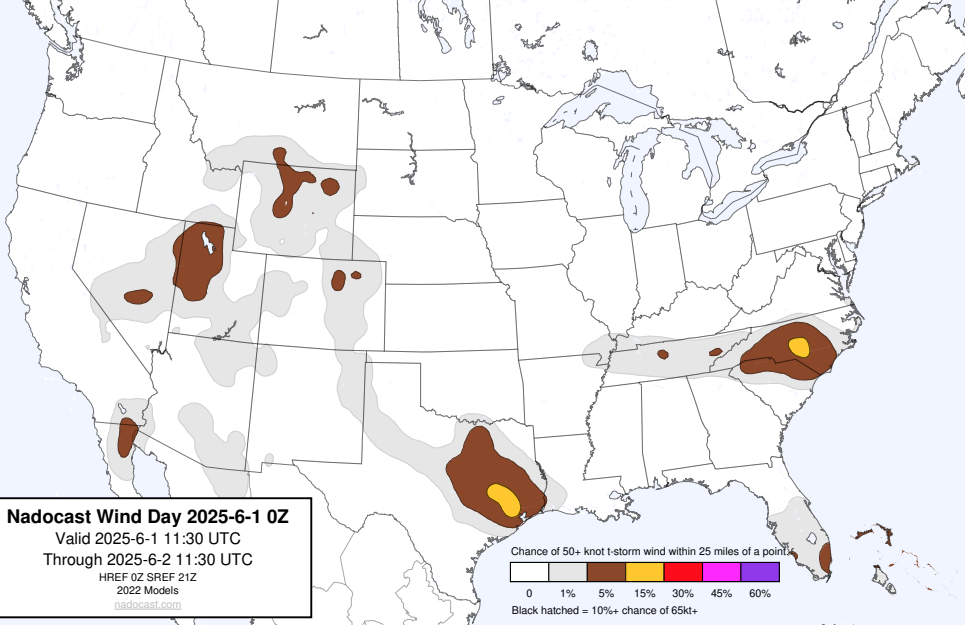 Nadocast Wind Day 2025-6-1 0Z
Valid 2025-6-1 11:30 UTC
Through 2025-6-2 11:30 UTC
HREF 0Z SREF 21Z
2022 Models
nadocast.com
Chance of 50+ knot t-storm wind within 25 miles of a point.
0 1% 5% 15% 30% 45% 60%
Black hatched = 10%+ chance of 65kt+